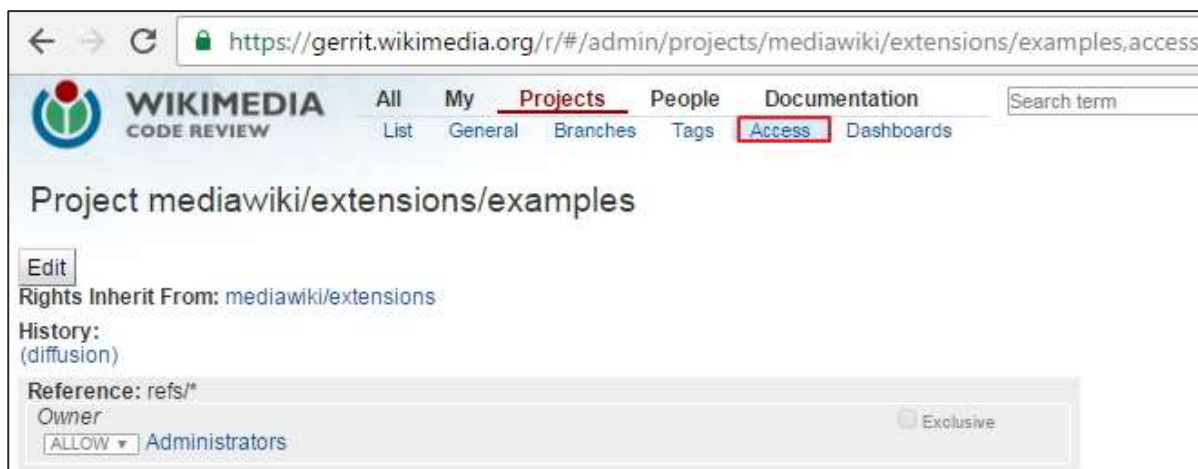 https://gerrit.wikimedia.org/r/#/admin/projects/mediawiki/extensions/examples,access
WIKIMEDIA
CODE REVIEW
All My Projects People Documentation
Search term
List General Branches Tags Access Dashboards
Project mediawiki/extensions/examples
Edit
Rights Inherit From: mediawiki/extensions
History:
(diffusion)
Reference: refs/*
Owner
Exclusive
ALLOW Administrators